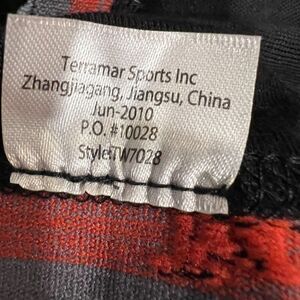 Terramar Sports Inc
Zhangjiagang, Jiangsu, China
Jun-2010
P.O. #10028
Style:TW7028